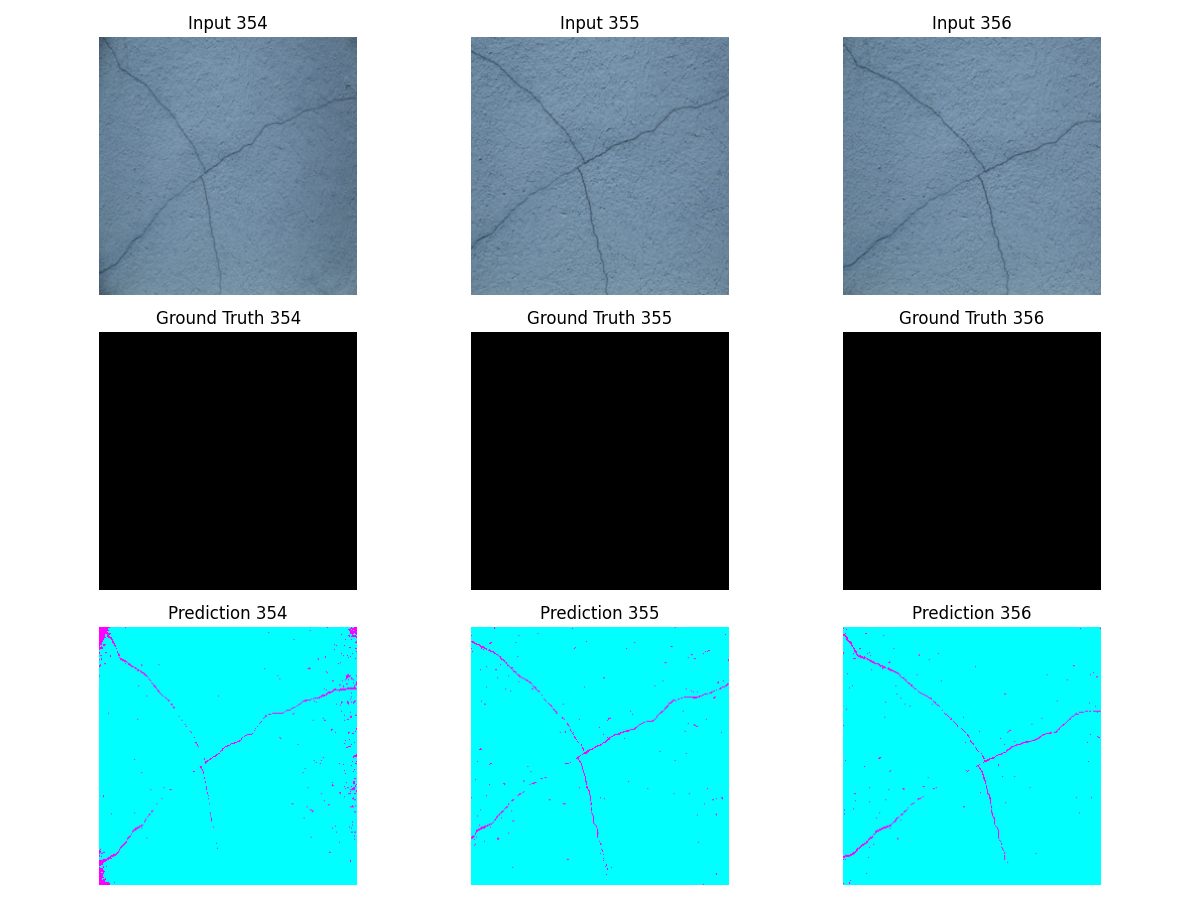 Input 354
Input 355
Input 356
Ground Truth 354
Ground Truth 355
Ground Truth 356
Prediction 354
Prediction 355
Prediction 356